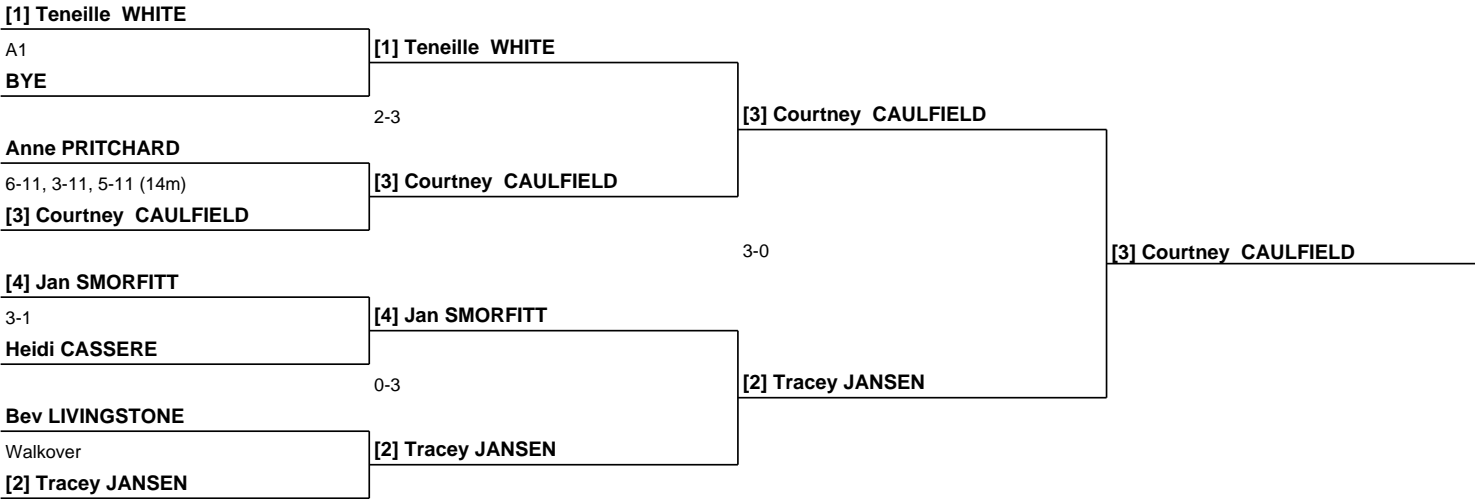 [1] Teneille  WHITE
A1
BYE
Anne PRITCHARD
6-11, 3-11, 5-11 (14m)
[3] Courtney  CAULFIELD
[4] Jan SMORFITT
3-1
Heidi CASSERE
Bev LIVINGSTONE
Walkover
[2] Tracey JANSEN
[1] Teneille  WHITE
2-3
[3] Courtney  CAULFIELD
[4] Jan SMORFITT
0-3
[2] Tracey JANSEN
[3] Courtney  CAULFIELD
3-0
[2] Tracey JANSEN
[3] Courtney  CAULFIELD